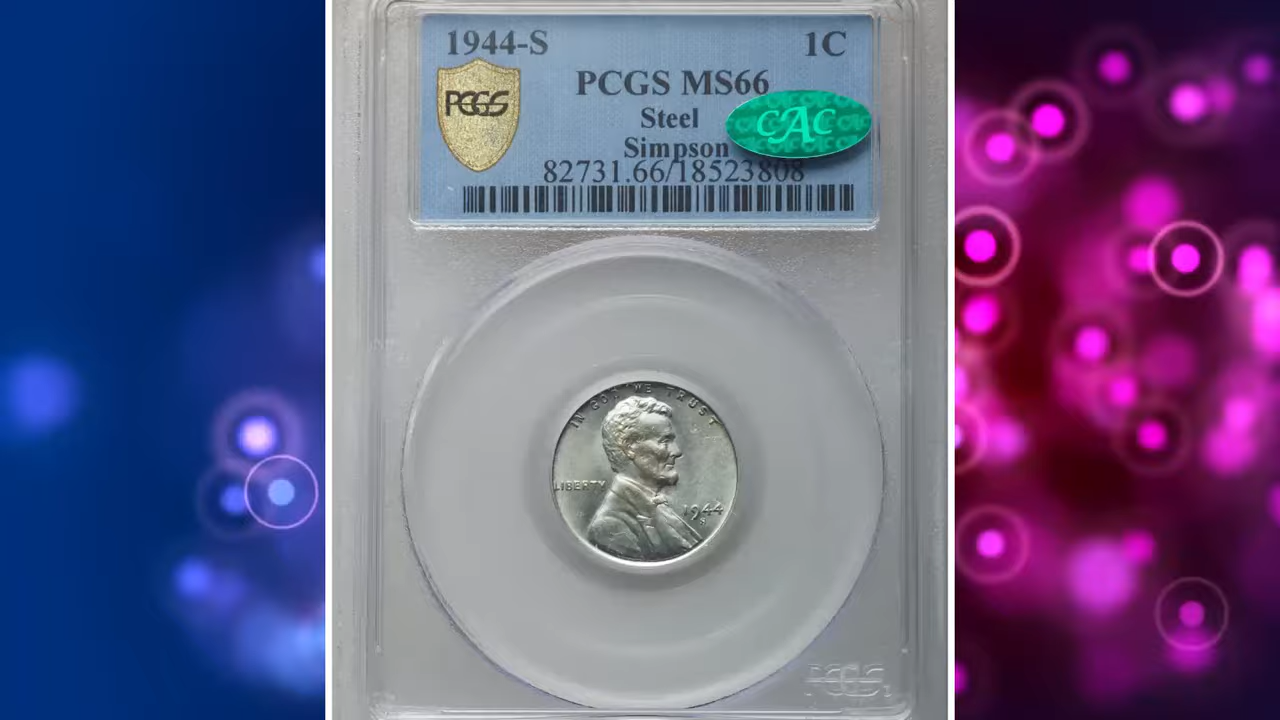 1944-S 1C
PCGS
PCGS MS66
Steel
CAC
Simpson
82731.66/18523808
IN GOD WE TRUST
LIBERTY
1944
S
PCGS